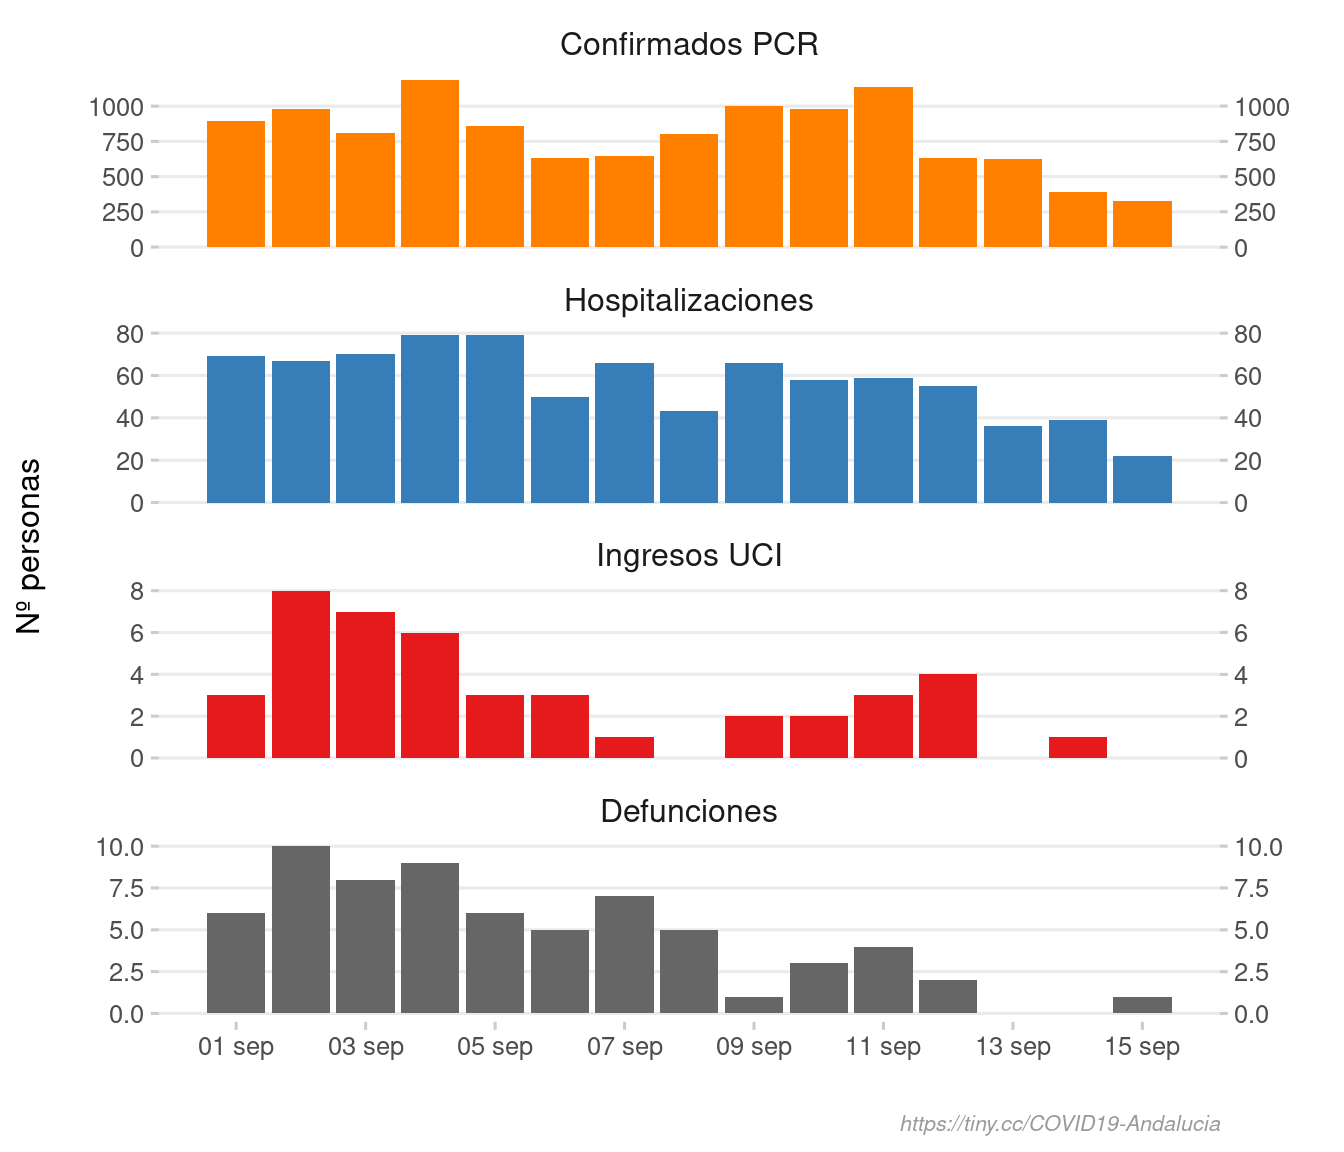 Confirmados PCR
1000 1000
750 750
500 500
250 250
0 0
Hospitalizaciones
80 80
60 60
40 40
20 20
0 0
Nº personas
Ingresos UCI
8 8
6 6
4 4
2 2
0 0
Defunciones
10.0 10.0
7.5 7.5
5.0 5.0
2.5 2.5
0.0 0.0
01 sep 03 sep 05 sep 07 sep 09 sep 11 sep 13 sep 15 sep
https://tiny.cc/COVID19-Andalucia